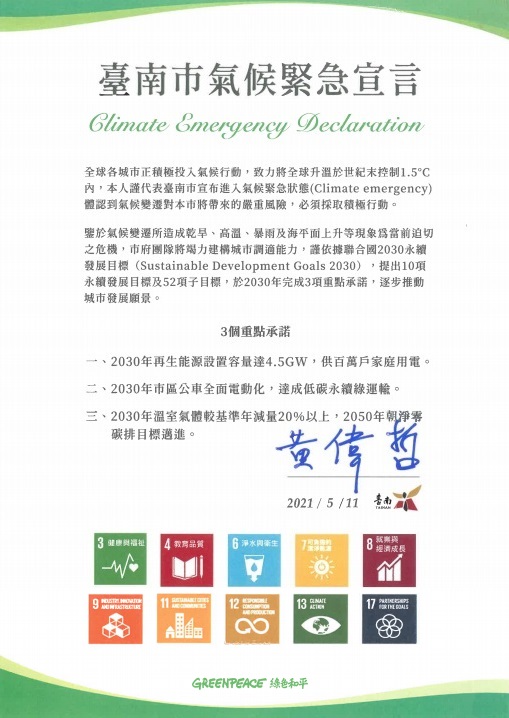 臺南市氣候緊急宣言
Climate Emergency Declaration
全球各城市正積極投入氣候行動，致力將全球升溫於世紀末控制1.5°C
內，本人謹代表臺南市宣布進入氣候緊急狀態(Climate emergency)
體認到氣候變遷對本市將帶來的嚴重風險，必須採取積極行動。
鑒於氣候變遷所造成乾旱、高溫、暴雨及海平面上升等現象為當前迫切
之危機，市府團隊將竭力建構城市調適能力，謹依據聯合國2030永續
發展目標（Sustainable Development Goals 2030），提出10項
永續發展目標及52項子目標，於2030年完成3項重點承諾，逐步推動
城市發展願景。
3個重點承諾
一、2030年再生能源設置容量達4.5GW，供百萬戶家庭用電。
二、2030年市區公車全面電動化，達成低碳永續綠運輸。
三、2030年溫室氣體較基準年減量20%以上，2050年朝淨零
碳排目標邁進。
黃偉哲
2021 / 5 / 11
臺南
TAINAN
3 健康與福祉
4 教育品質
6 淨水與衛生
7 可負擔的
潔淨能源
8 就業與
經濟成長
9 INDUSTRY, INNOVATION
AND INFRASTRUCTURE
11 SUSTAINABLE CITIES
AND COMMUNITIES
12 RESPONSIBLE
CONSUMPTION
AND PRODUCTION
13 CLIMATE
ACTION
17 PARTNERSHIPS
FOR THE GOALS
GREENPEACE 綠色和平